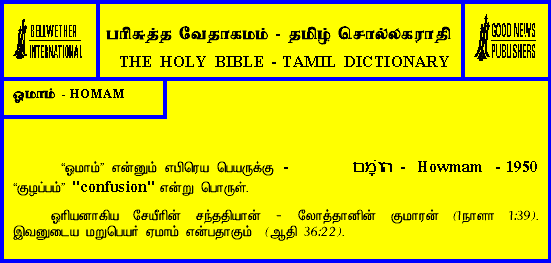 BELLWETHER
INTERNATIONAL
பரிசுத்த வேதாகமம் - தமிழ் சொல்லகராதி
THE HOLY BIBLE - TAMIL DICTIONARY
GOOD NEWS
PUBLISHERS
ஓமாம் - HOMAM
“ஓமாம்” என்னும் எபிரெய பெயருக்கு - הוֹמָם - Howmam - 1950
“குழப்பம்” "confusion" என்று பொருள்.
ஓரியனாகிய சேயீரின் சந்ததியான் - லோத்தானின் குமாரன் (1நாளா 1:39).
இவனுடைய மறுபெயர் ஏமாம் என்பதாகும் (ஆதி 36:22).